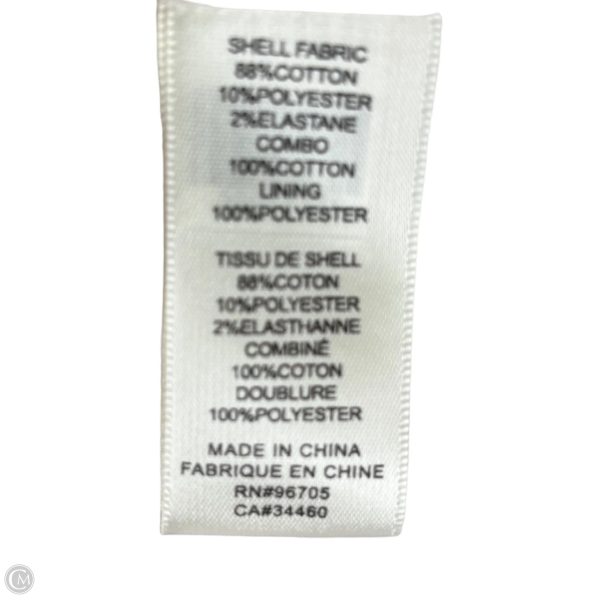 SHELL FABRIC
88%COTTON
10%POLYESTER
2%ELASTANE
COMBO
100%COTTON
LINING
100%POLYESTER
TISSU DE SHELL
88%COTON
10%POLYESTER
2%ELASTHANNE
COMBINÉ
100%COTON
DOUBLURE
100%POLYESTER
MADE IN CHINA
FABRIQUE EN CHINE
RN#96705
CA#34460
CM